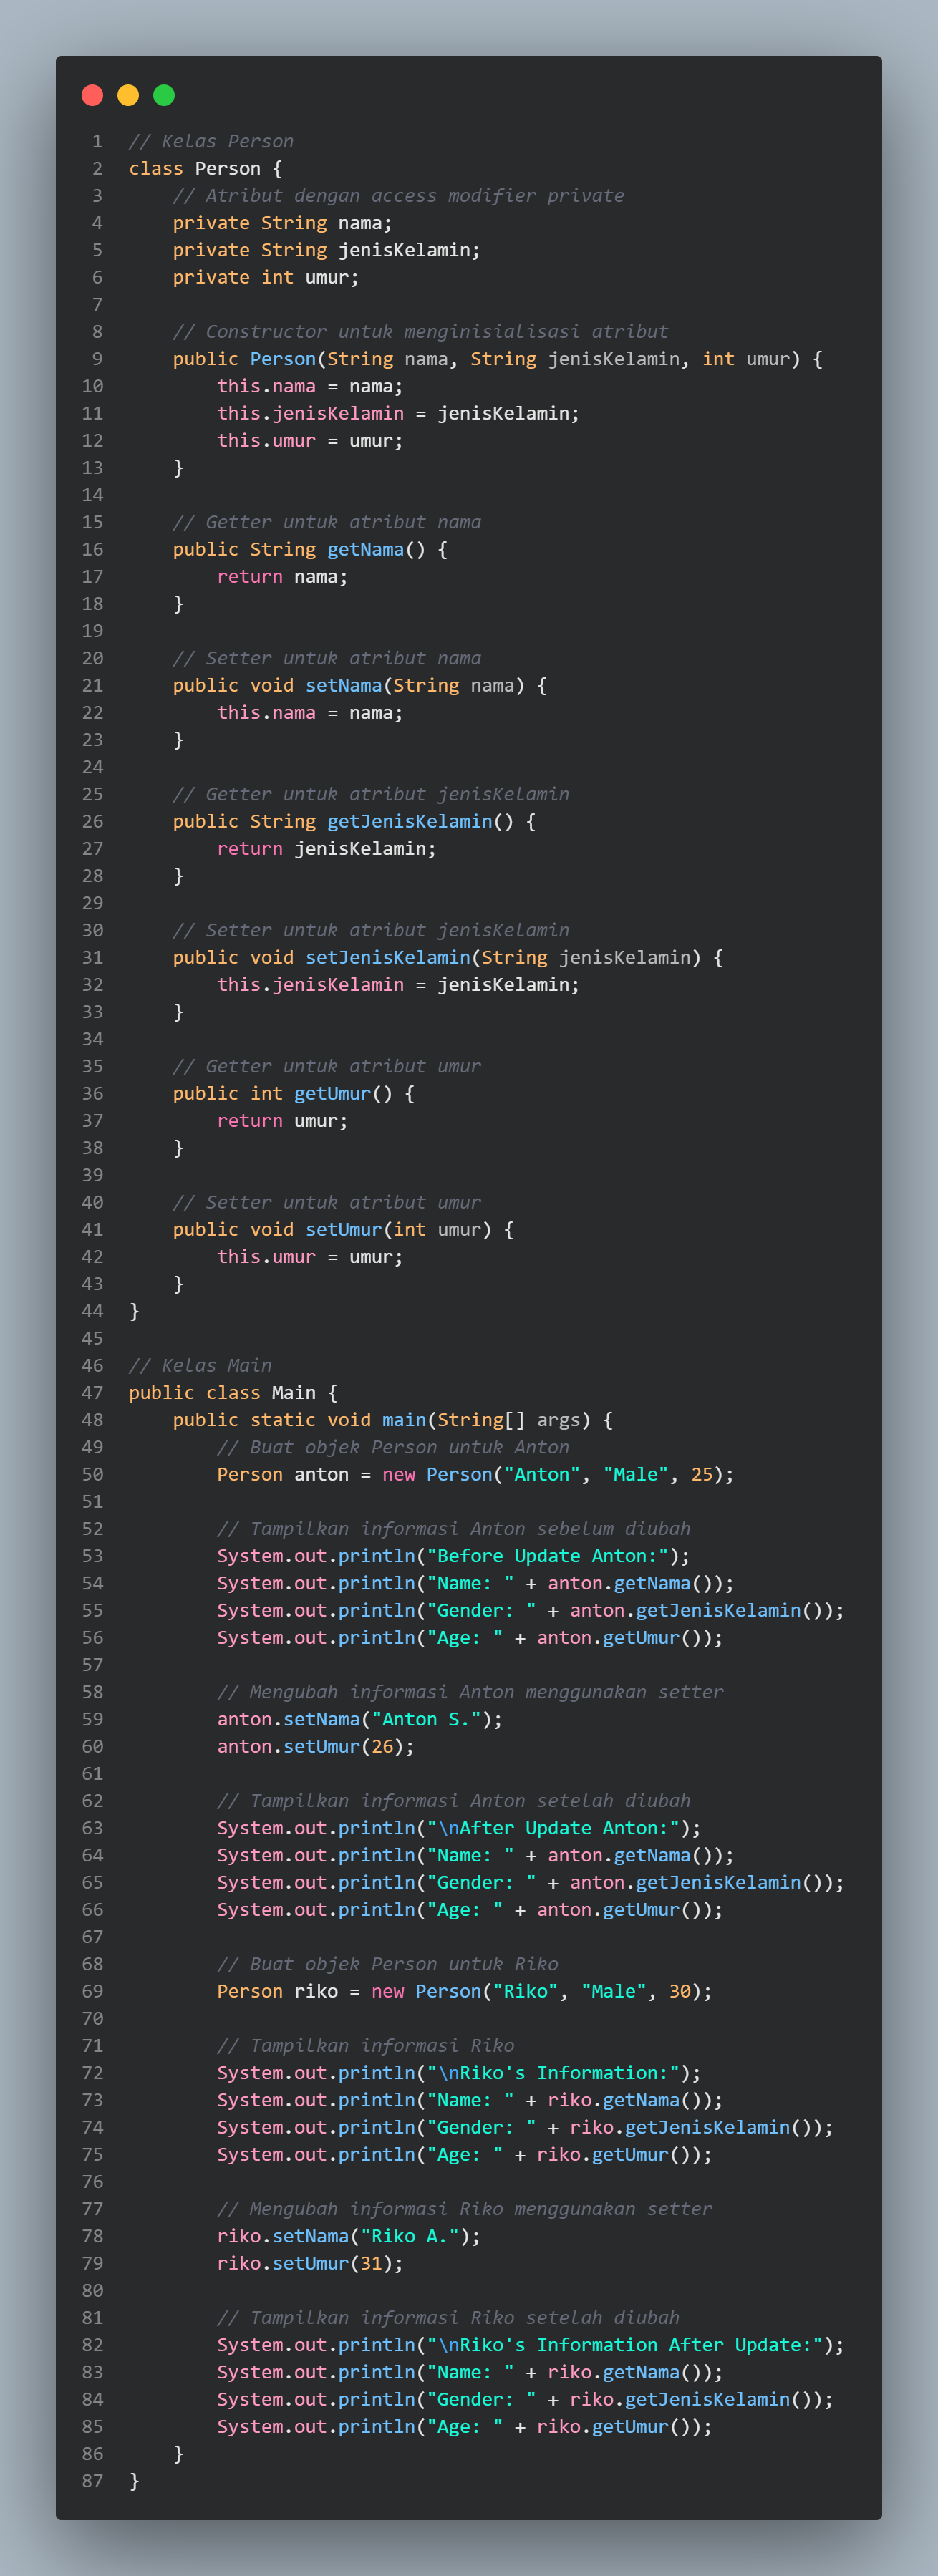 1 // Kelas Person
2 class Person {
3     // Atribut dengan access modifier private
4     private String nama;
5     private String jenisKelamin;
6     private int umur;
7
8     // Constructor untuk menginisialisasi atribut
9     public Person(String nama, String jenisKelamin, int umur) {
10         this.nama = nama;
11         this.jenisKelamin = jenisKelamin;
12         this.umur = umur;
13     }
14
15     // Getter untuk atribut nama
16     public String getNama() {
17         return nama;
18     }
19
20     // Setter untuk atribut nama
21     public void setNama(String nama) {
22         this.nama = nama;
23     }
24
25     // Getter untuk atribut jenisKelamin
26     public String getJenisKelamin() {
27         return jenisKelamin;
28     }
29
30     // Setter untuk atribut jenisKelamin
31     public void setJenisKelamin(String jenisKelamin) {
32         this.jenisKelamin = jenisKelamin;
33     }
34
35     // Getter untuk atribut umur
36     public int getUmur() {
37         return umur;
38     }
39
40     // Setter untuk atribut umur
41     public void setUmur(int umur) {
42         this.umur = umur;
43     }
44 }
45
46 // Kelas Main
47 public class Main {
48     public static void main(String[] args) {
49         // Buat objek Person untuk Anton
50         Person anton = new Person("Anton", "Male", 25);
51
52         // Tampilkan informasi Anton sebelum diubah
53         System.out.println("Before Update Anton:");
54         System.out.println("Name: " + anton.getNama());
55         System.out.println("Gender: " + anton.getJenisKelamin());
56         System.out.println("Age: " + anton.getUmur());
57
58         // Mengubah informasi Anton menggunakan setter
59         anton.setNama("Anton S.");
60         anton.setUmur(26);
61
62         // Tampilkan informasi Anton setelah diubah
63         System.out.println("\nAfter Update Anton:");
64         System.out.println("Name: " + anton.getNama());
65         System.out.println("Gender: " + anton.getJenisKelamin());
66         System.out.println("Age: " + anton.getUmur());
67
68         // Buat objek Person untuk Riko
69         Person riko = new Person("Riko", "Male", 30);
70
71         // Tampilkan informasi Riko
72         System.out.println("\nRiko's Information:");
73         System.out.println("Name: " + riko.getNama());
74         System.out.println("Gender: " + riko.getJenisKelamin());
75         System.out.println("Age: " + riko.getUmur());
76
77         // Mengubah informasi Riko menggunakan setter
78         riko.setNama("Riko A.");
79         riko.setUmur(31);
80
81         // Tampilkan informasi Riko setelah diubah
82         System.out.println("\nRiko's Information After Update:");
83         System.out.println("Name: " + riko.getNama());
84         System.out.println("Gender: " + riko.getJenisKelamin());
85         System.out.println("Age: " + riko.getUmur());
86     }
87 }